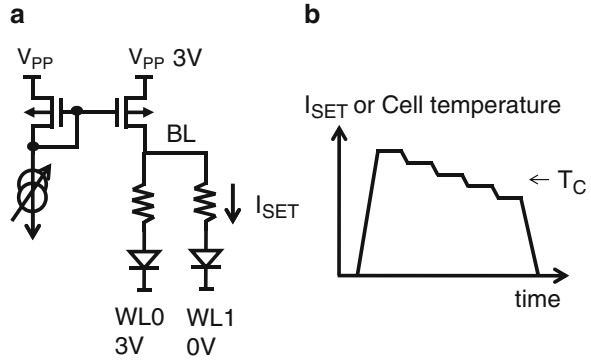 a
V_PP
V_PP 3V
BL
I_SET
WL0
3V
WL1
0V
b
I_SET or Cell temperature
← T_C
time